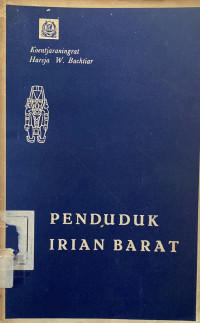 Koentjaraningrat
Harsja W. Bachtiar
PENDUDUK
IRIAN BARAT